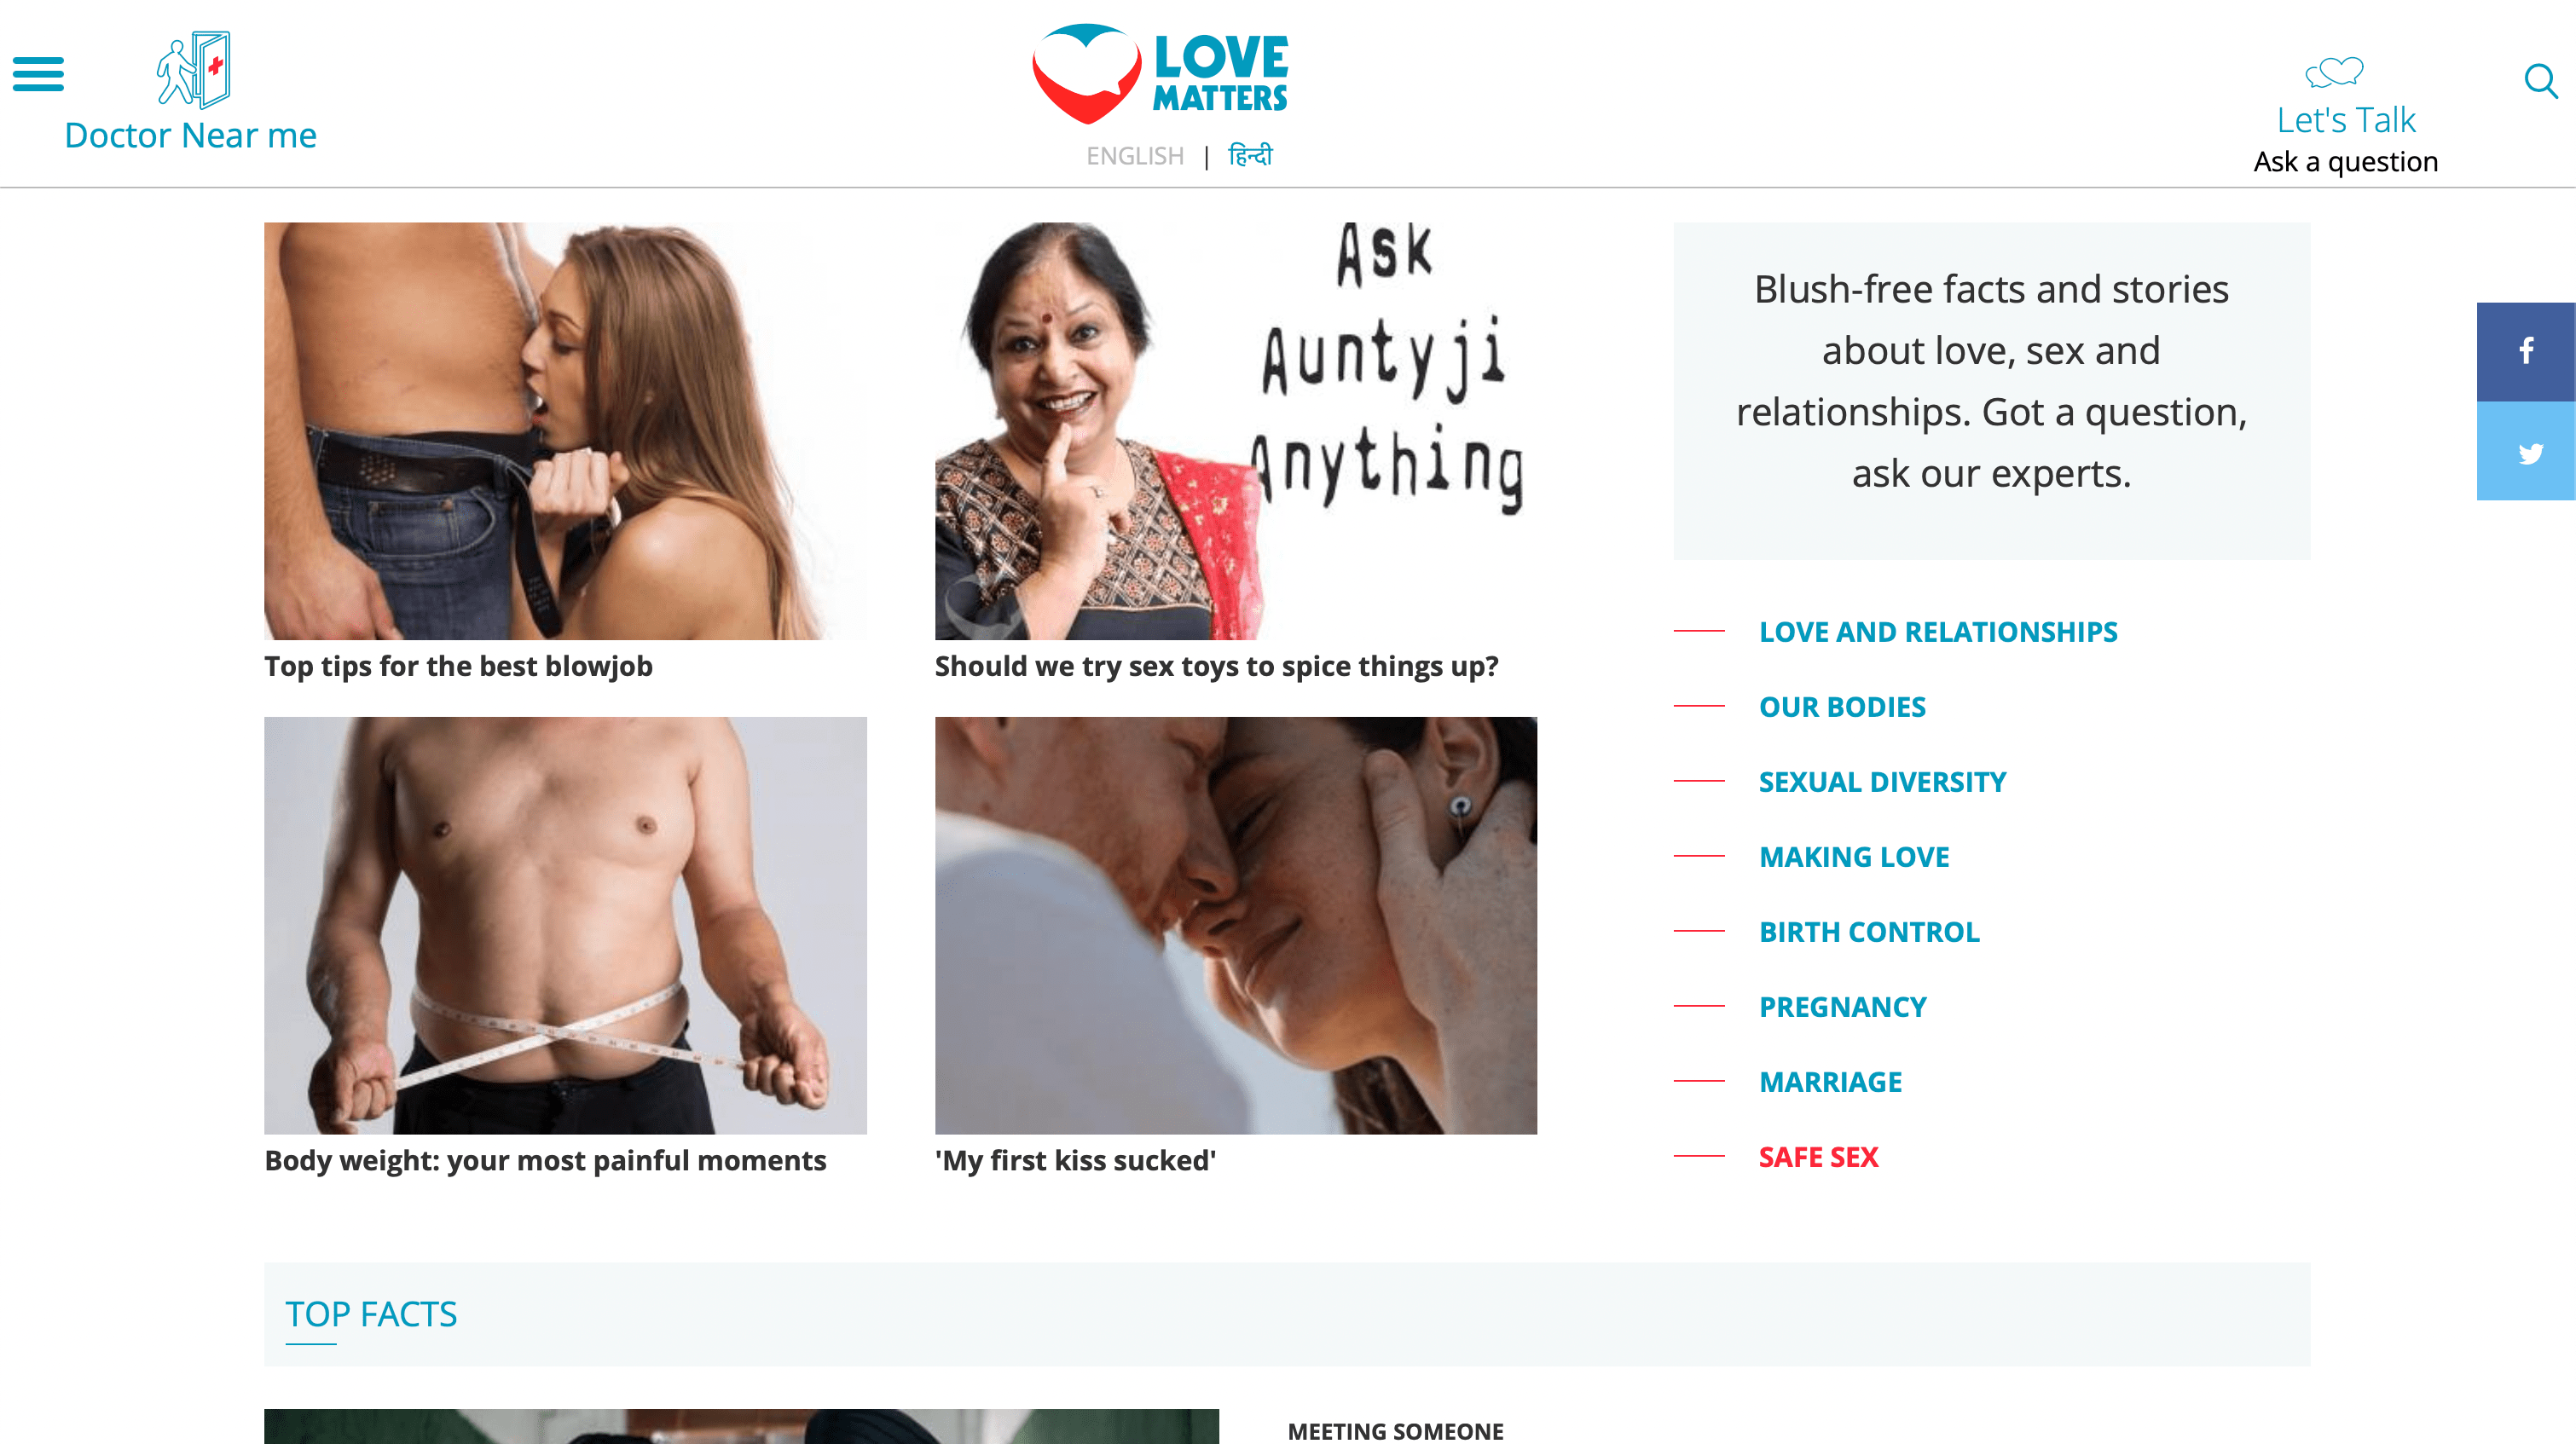 Doctor Near me
LOVE
MATTERS
ENGLISH | हिन्दी
Let's Talk
Ask a question
Ask
Auntyji
Anything
Top tips for the best blowjob
Should we try sex toys to spice things up?
Body weight: your most painful moments
'My first kiss sucked'
Blush-free facts and stories
about love, sex and
relationships. Got a question,
ask our experts.
LOVE AND RELATIONSHIPS
OUR BODIES
SEXUAL DIVERSITY
MAKING LOVE
BIRTH CONTROL
PREGNANCY
MARRIAGE
SAFE SEX
TOP FACTS
MEETING SOMEONE